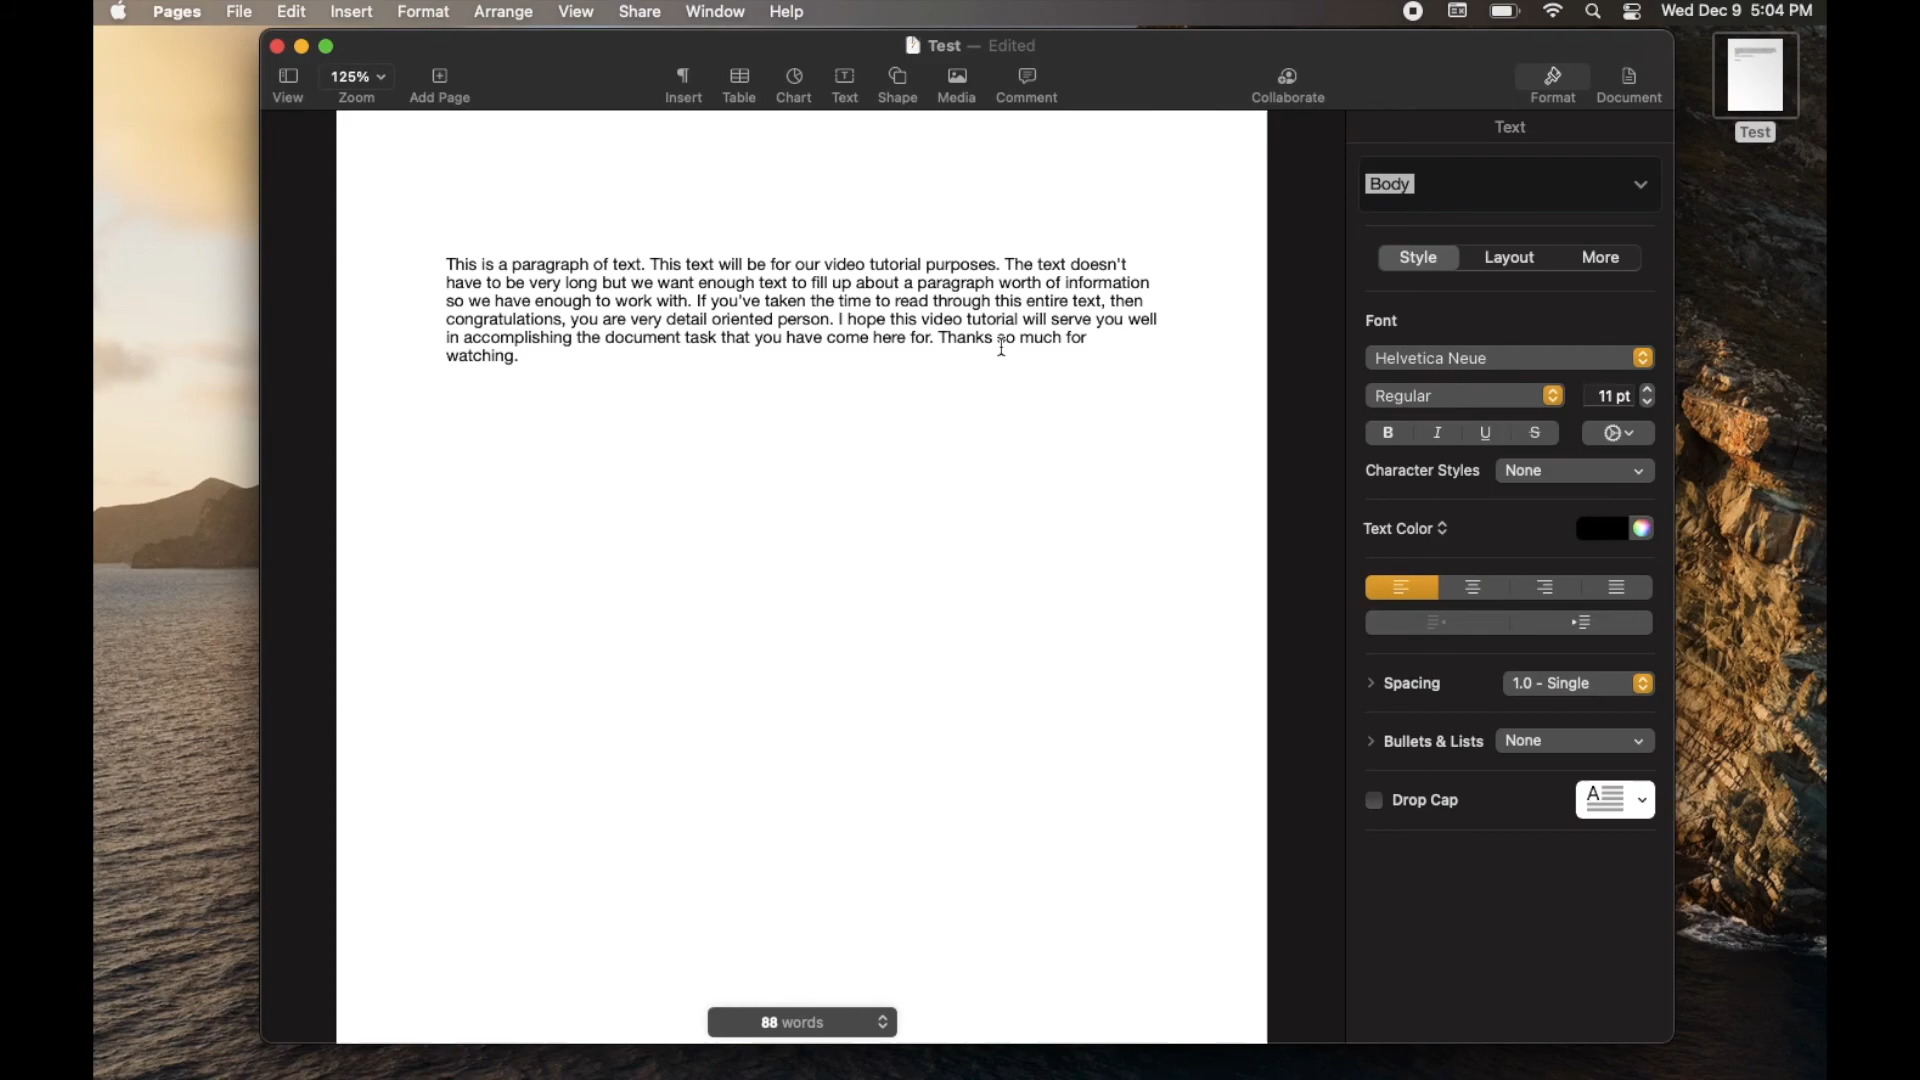 Pages File Edit Insert Format Arrange View Share Window Help Wed Dec 9 5:04 PM
Test — Edited
125%
View Zoom Add Page Insert Table Chart Text Shape Media Comment Collaborate Format Document
Test
Text
Body
Style Layout More
This is a paragraph of text. This text will be for our video tutorial purposes. The text doesn't
have to be very long but we want enough text to fill up about a paragraph worth of information
so we have enough to work with. If you've taken the time to read through this entire text, then
congratulations, you are very detail oriented person. I hope this video tutorial will serve you well
in accomplishing the document task that you have come here for. Thanks so much for
watching.
Font
Helvetica Neue
Regular 11 pt
B I U S
Character Styles None
Text Color
Spacing 1.0 - Single
Bullets & Lists None
Drop Cap A
88 words